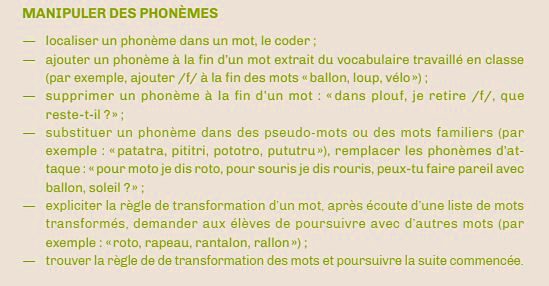 MANIPULER DES PHONÈMES
— localiser un phonème dans un mot, le coder ;
— ajouter un phonème à la fin d'un mot extrait du vocabulaire travaillé en classe
(par exemple, ajouter /f/ à la fin des mots « ballon, loup, vélo ») ;
— supprimer un phonème à la fin d'un mot : « dans plouf, je retire /f/, que
reste-t-il ? » ;
— substituer un phonème dans des pseudo-mots ou des mots familiers (par
exemple : « patatra, pititri, pototro, pututru »), remplacer les phonèmes d'at-
taque : « pour moto je dis roto, pour souris je dis rouris, peux-tu faire pareil avec
ballon, soleil ? » ;
— expliciter la règle de transformation d'un mot, après écoute d'une liste de mots
transformés, demander aux élèves de poursuivre avec d'autres mots (par
exemple : « roto, rapeau, rantalon, rallon ») ;
— trouver la règle de de transformation des mots et poursuivre la suite commencée.